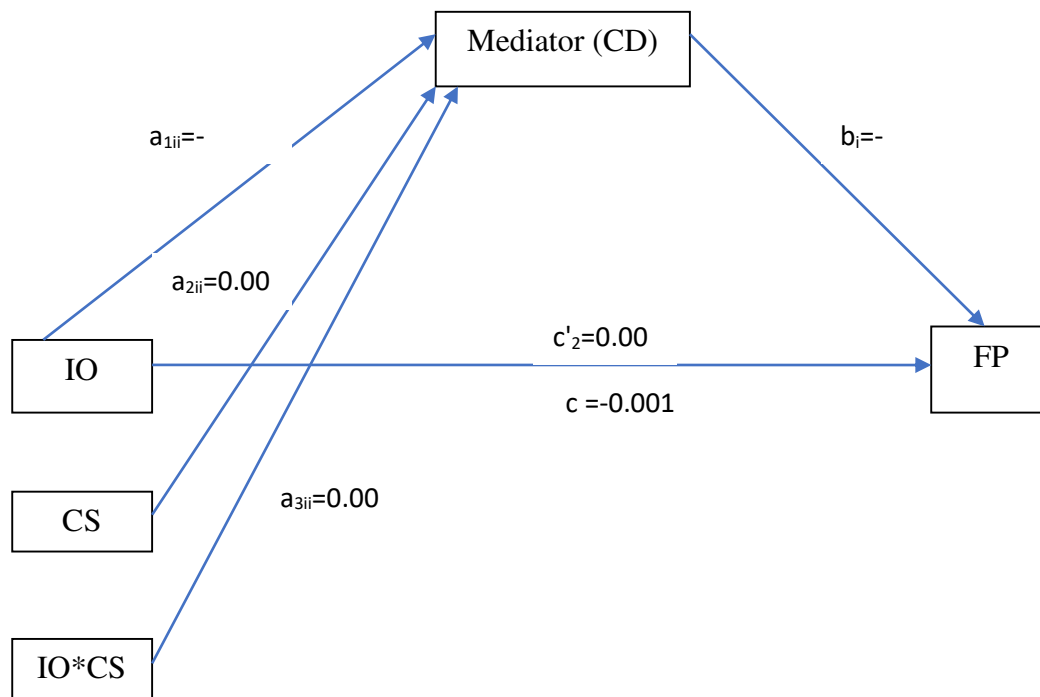 Mediator (CD)
a1ii=-
bi=-
a2ii=0.00
c'2=0.00
IO
FP
c =-0.001
a3ii=0.00
CS
IO*CS